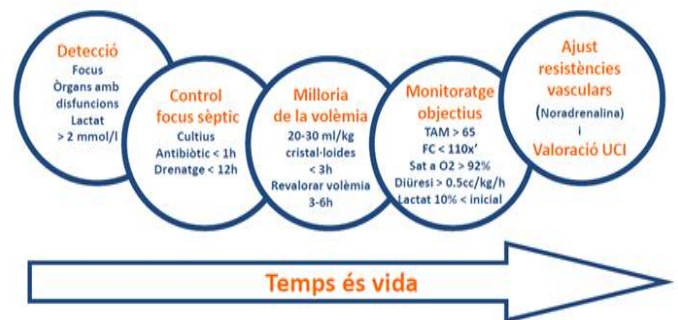 Detecció
Focus
Òrgans amb
disfuncions
Lactat
> 2 mmol/l
Control
focus sèptic
Cultius
Antibiòtic < 1h
Drenatge < 12h
Milloria
de la volèmia
20-30 ml/kg
cristal·loides
< 3h
Revalorar volèmia
3-6h
Monitoratge
objectius
TAM > 65
FC < 110x'
Sat a O2 > 92%
Diüresi > 0.5cc/kg/h
Lactat 10% < inicial
Ajust
resistències
vasculars
(Noradrenalina)
i
Valoració UCI
Temps és vida